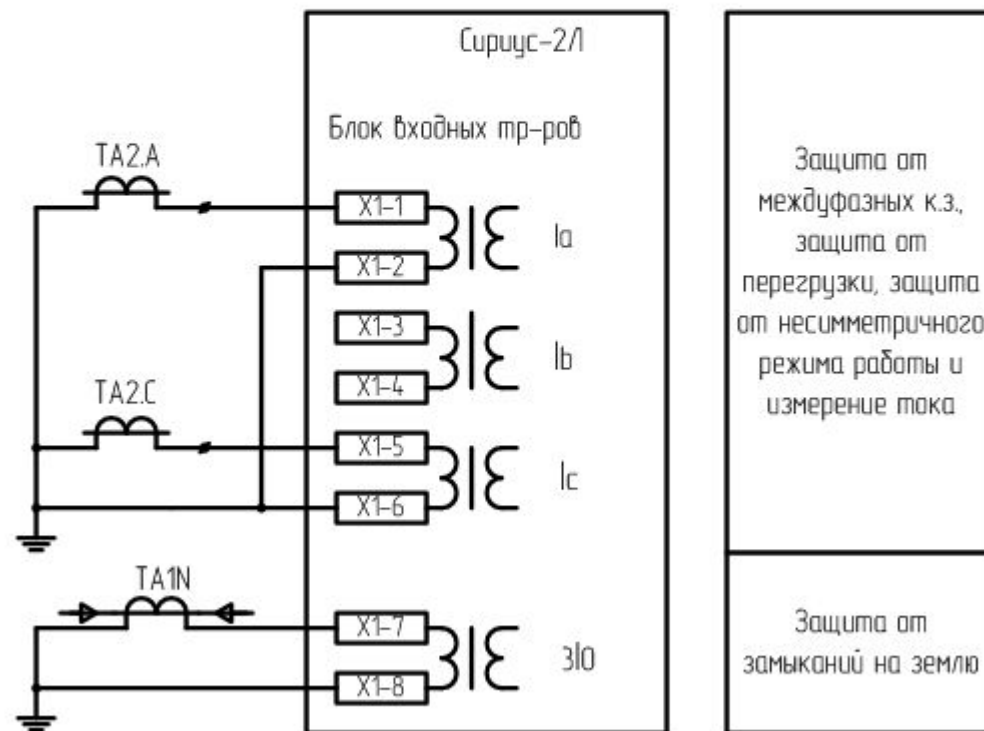 Сириус-2Л
Блок входных тр-ров
TA2.A
X1-1
X1-2
Ia
X1-3
X1-4
Ib
TA2.C
X1-5
X1-6
Ic
TA1N
X1-7
X1-8
3I0
Защита от
междуфазных к.з.,
защита от
перегрузки, защита
от несимметричного
режима работы и
измерение тока
Защита от
замыканий на землю